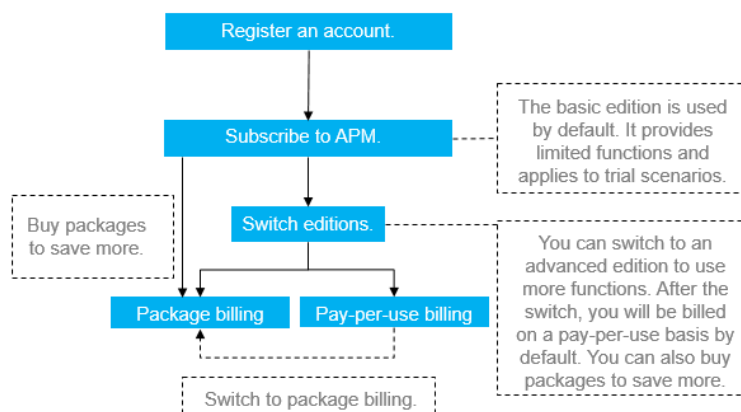 Register an account.
Subscribe to APM.
The basic edition is used
by default. It provides
limited functions and
applies to trial scenarios.
Buy packages
to save more.
Switch editions.
You can switch to an
advanced edition to use
more functions. After the
switch, you will be billed
on a pay-per-use basis by
default. You can also buy
packages to save more.
Package billing
Pay-per-use billing
Switch to package billing.